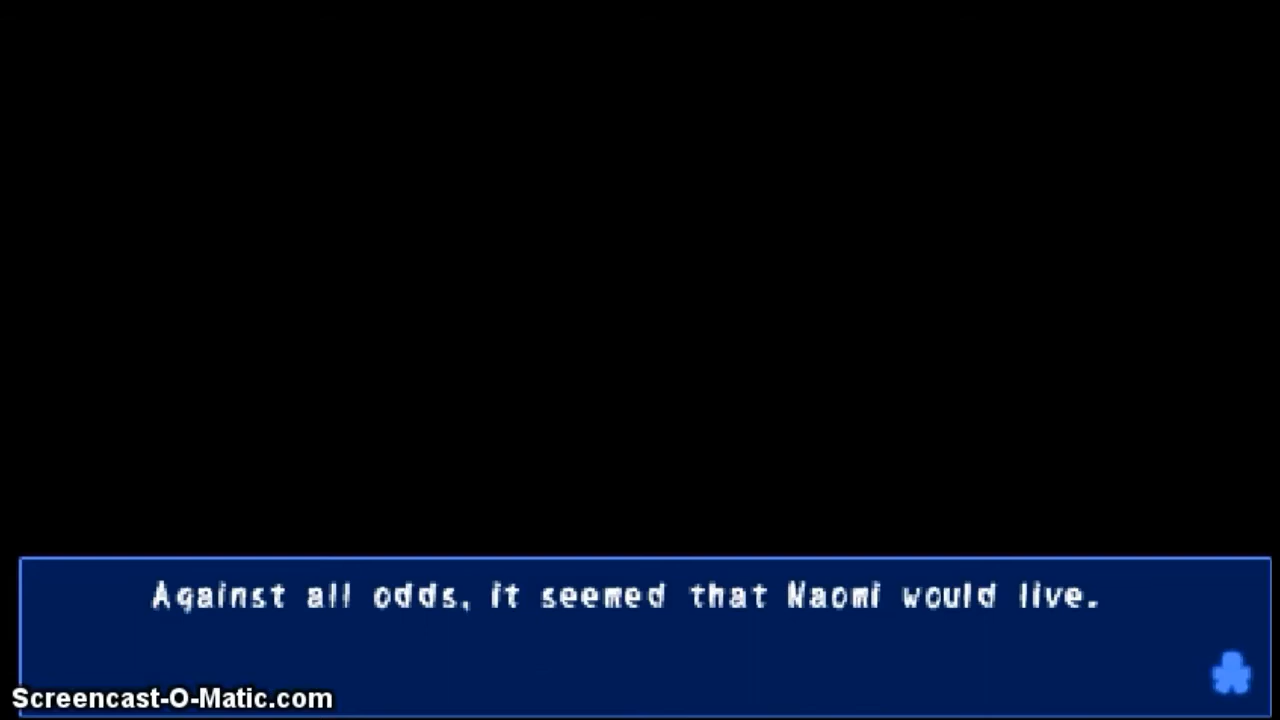 Against all odds, it seemed that Naomi would live.
Screencast-O-Matic.com